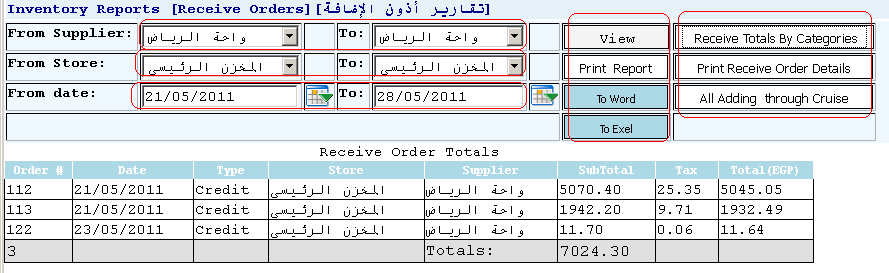 Inventory Reports [Receive Orders][تقارير أذون الإضافة]
From Supplier: واحة الرياض To: واحة الرياض View Receive Totals By Categories
From Store: المخزن الرئيسى To: المخزن الرئيسى Print Report Print Receive Order Details
From date: 21/05/2011 To: 28/05/2011 To Word All Adding through Cruise
To Exel
Receive Order Totals
Order # Date Type Store Supplier SubTotal Tax Total(EGP)
112 21/05/2011 Credit المخزن الرئيسى واحة الرياض 5070.40 25.35 5045.05
113 21/05/2011 Credit المخزن الرئيسى واحة الرياض 1942.20 9.71 1932.49
122 23/05/2011 Credit المخزن الرئيسى واحة الرياض 11.70 0.06 11.64
3 Totals: 7024.30